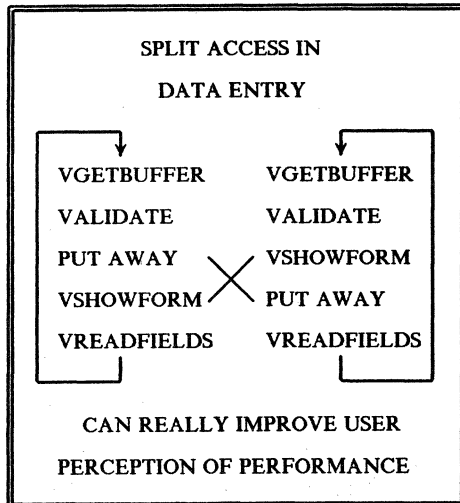 SPLIT ACCESS IN
DATA ENTRY
VGETBUFFER
VALIDATE
PUT AWAY
VSHOWFORM
VREADFIELDS
VGETBUFFER
VALIDATE
VSHOWFORM
PUT AWAY
VREADFIELDS
CAN REALLY IMPROVE USER
PERCEPTION OF PERFORMANCE